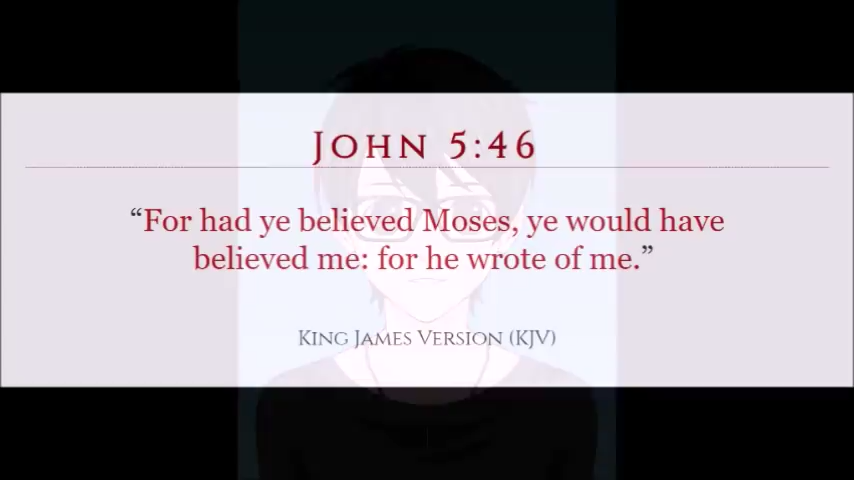 John 5:46
“For had ye believed Moses, ye would have
believed me: for he wrote of me.”
King James Version (KJV)